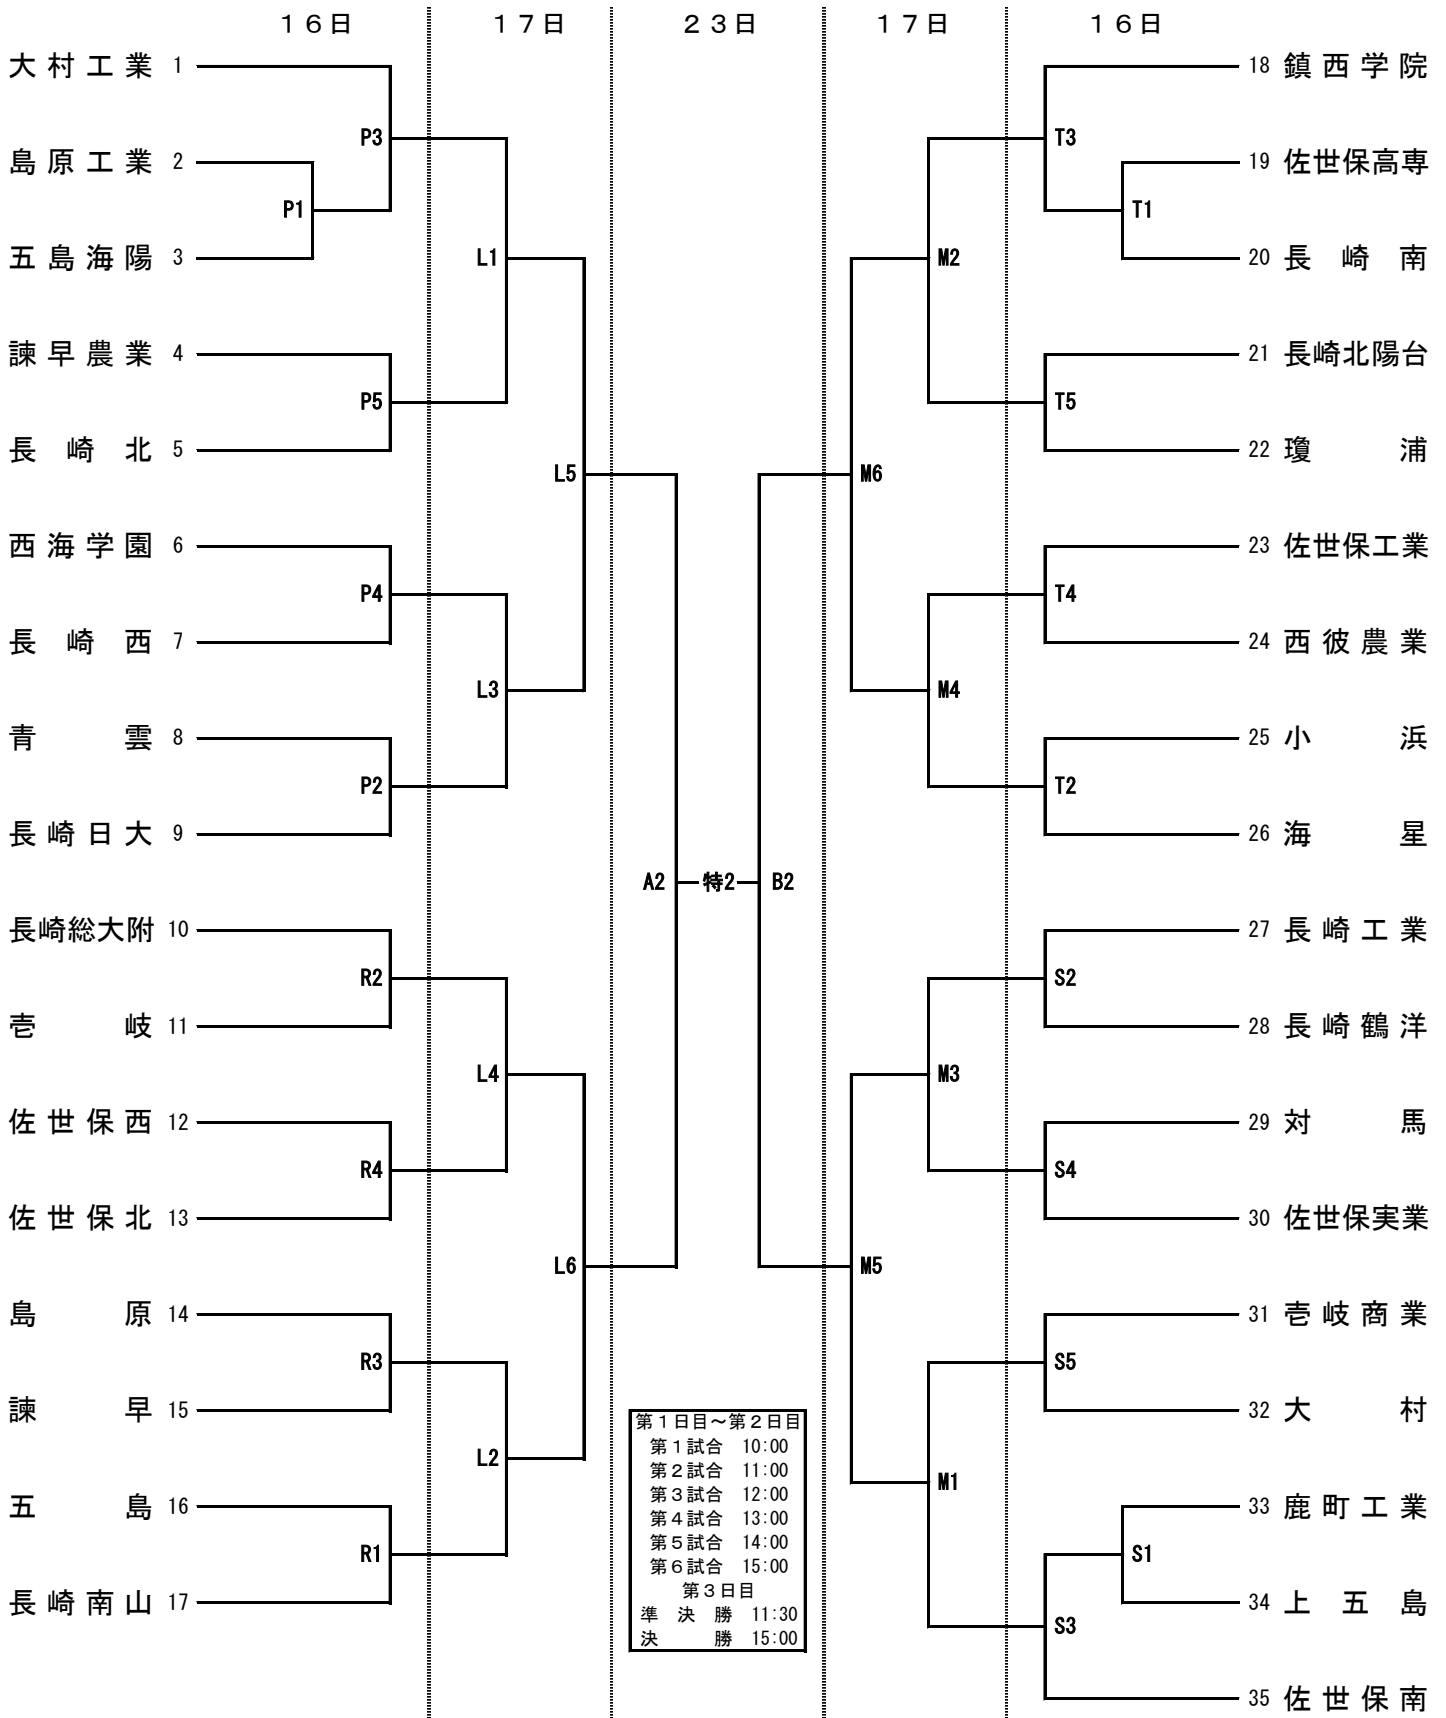 １６日 １７日 ２３日 １７日 １６日
大村工業 1
P3
島原工業 2
P1
五島海陽 3
L1
諫早農業 4
P5
長崎北 5
L5
西海学園 6
P4
長崎西 7
L3
青雲 8
P2
長崎日大 9
A2 特2 B2
長崎総大附 10
R2
壱岐 11
L4
佐世保西 12
R4
佐世保北 13
L6
島原 14
R3
諫早 15
L2
五島 16
R1
長崎南山 17
18 鎮西学院
T3
19 佐世保高専
T1
20 長崎南
M2
21 長崎北陽台
T5
22 瓊浦
M6
23 佐世保工業
T4
24 西彼農業
M4
25 小浜
T2
26 海星
27 長崎工業
S2
28 長崎鶴洋
M3
29 対馬
S4
30 佐世保実業
M5
31 壱岐商業
S5
32 大村
M1
33 鹿町工業
S1
34 上五島
S3
35 佐世保南
第１日目～第２日目
第１試合 10:00
第２試合 11:00
第３試合 12:00
第４試合 13:00
第５試合 14:00
第６試合 15:00
第３日目
準決勝 11:30
決勝 15:00